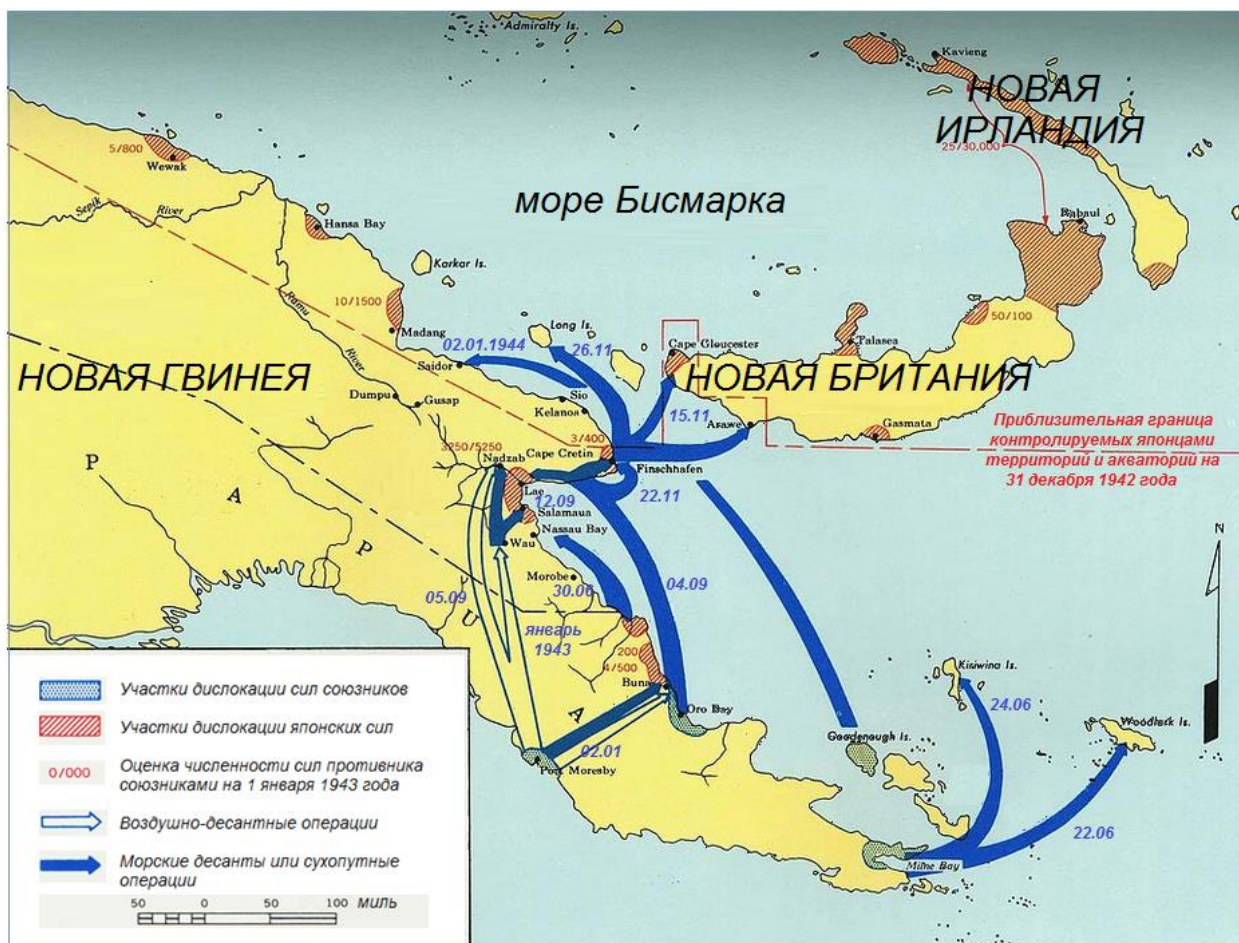 Admiralty Is.
Kavieng
НОВАЯ
ИРЛАНДИЯ
25/30,000
5/800
Wewak
море Бисмарка
Sepik
River
Rabaul
Hansa Bay
Karkar Is.
10/1500
Ramu
River
Madang
Long Is.
02.01.1944
26.11
Cape Gloucester
Talasea
50/100
НОВАЯ ГВИНЕЯ
Saidor
НОВАЯ БРИТАНИЯ
Dumpu
Gusap
Sio
Kelanoa
15.11
Arawe
Gasmata
Приблизительная граница
контролируемых японцами
территорий и акваторий на
31 декабря 1942 года
3/400
3250/5250
Cape Cretin
Nadzab
Finschhafen
P
A
P
U
A
Lae
12.09
22.11
Salamaua
Nassau Bay
Wau
N
Morobe
30.06
04.09
05.09
январь
1943
200
4/500
Buna
Oro Bay
Kiriwina Is.
24.06
Woodlark Is.
Goodenough Is.
02.01
Port Moresby
22.06
Milne Bay
Участки дислокации сил союзников
Участки дислокации японских сил
0/000
Оценка численности сил противника
союзниками на 1 января 1943 года
Воздушно-десантные операции
Морские десанты или сухопутные
операции
50 0 50 100 МИЛЬ